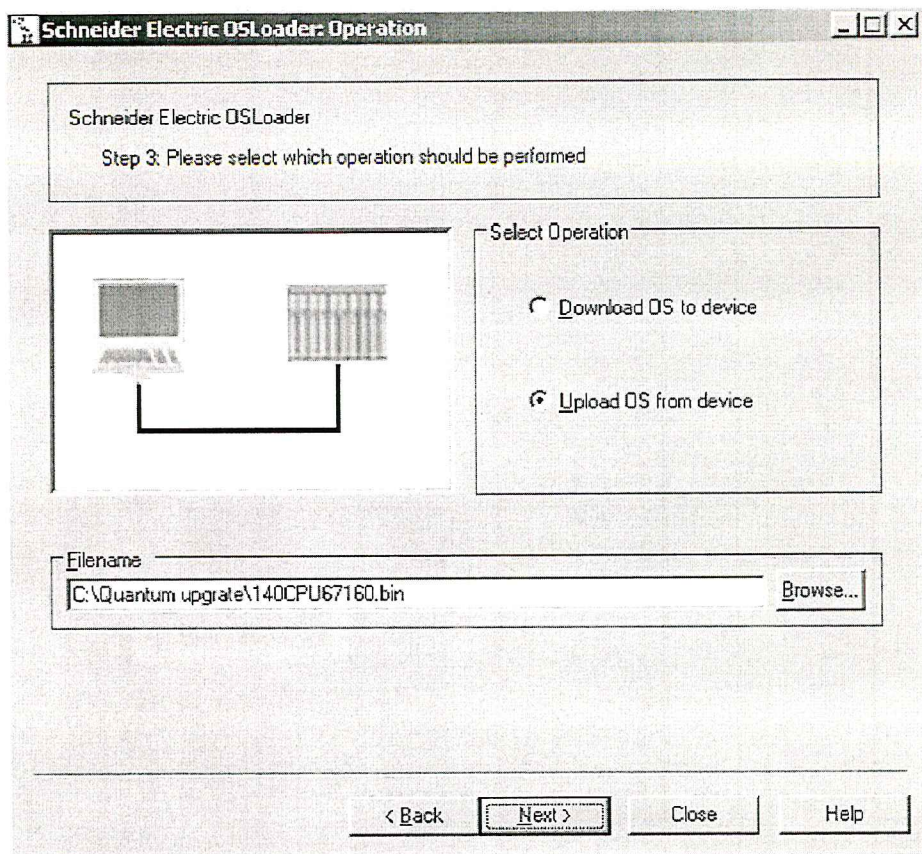 Schneider Electric OSLoader: Operation
Schneider Electric OSLoader
Step 3: Please select which operation should be performed
Select Operation
Download OS to device
Upload OS from device
Filename
C:\Quantum upgrate\140CPU67160.bin
Browse...
< Back
Next >
Close
Help